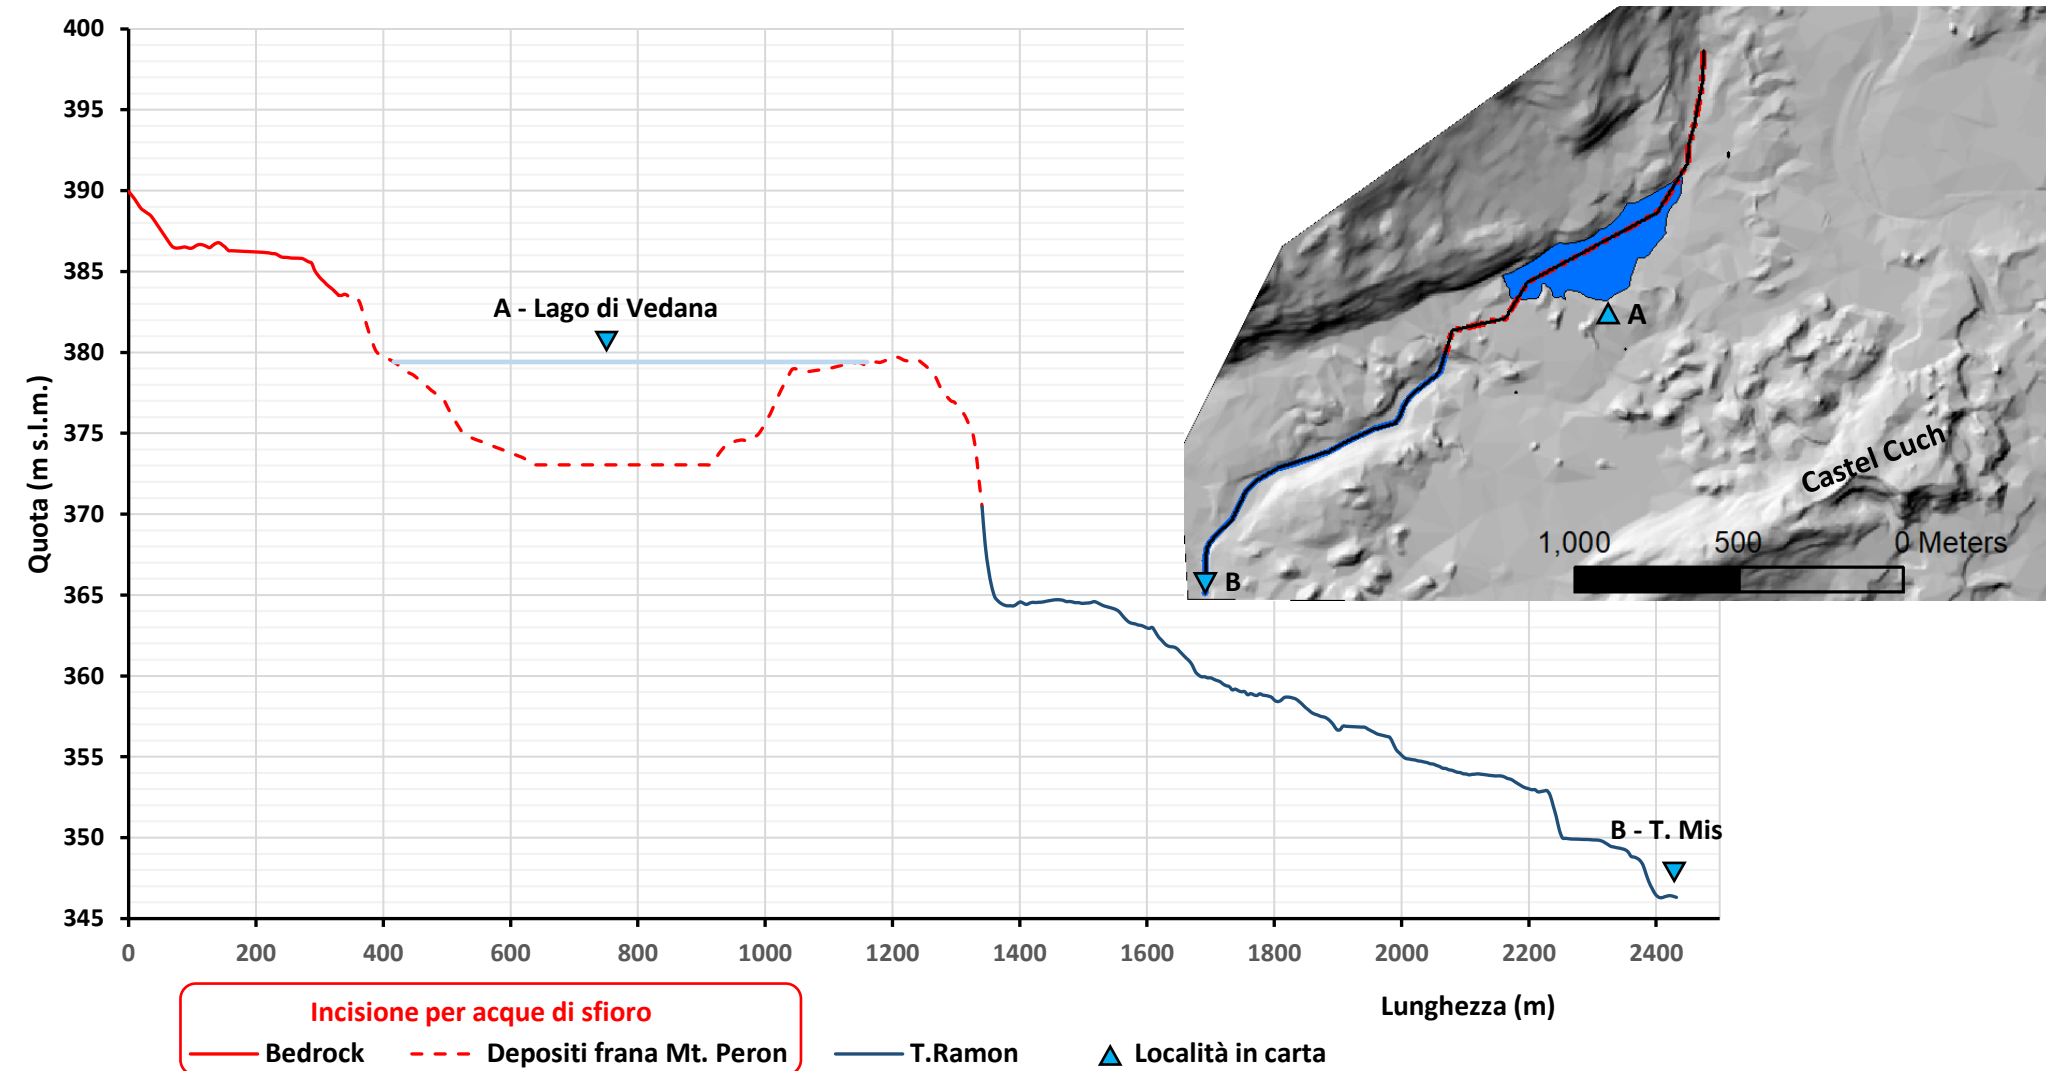 400
395
390
385
380
375
370
365
360
355
350
345
Quota (m s.l.m.)
A - Lago di Vedana
B - T. Mis
A
B
Castel Cuch
1,000 500 0 Meters
0 200 400 600 800 1000 1200 1400 1600 1800 2000 2200 2400
Lunghezza (m)
Incisione per acque di sfioro
Bedrock Depositi frana Mt. Peron T.Ramon Località in carta